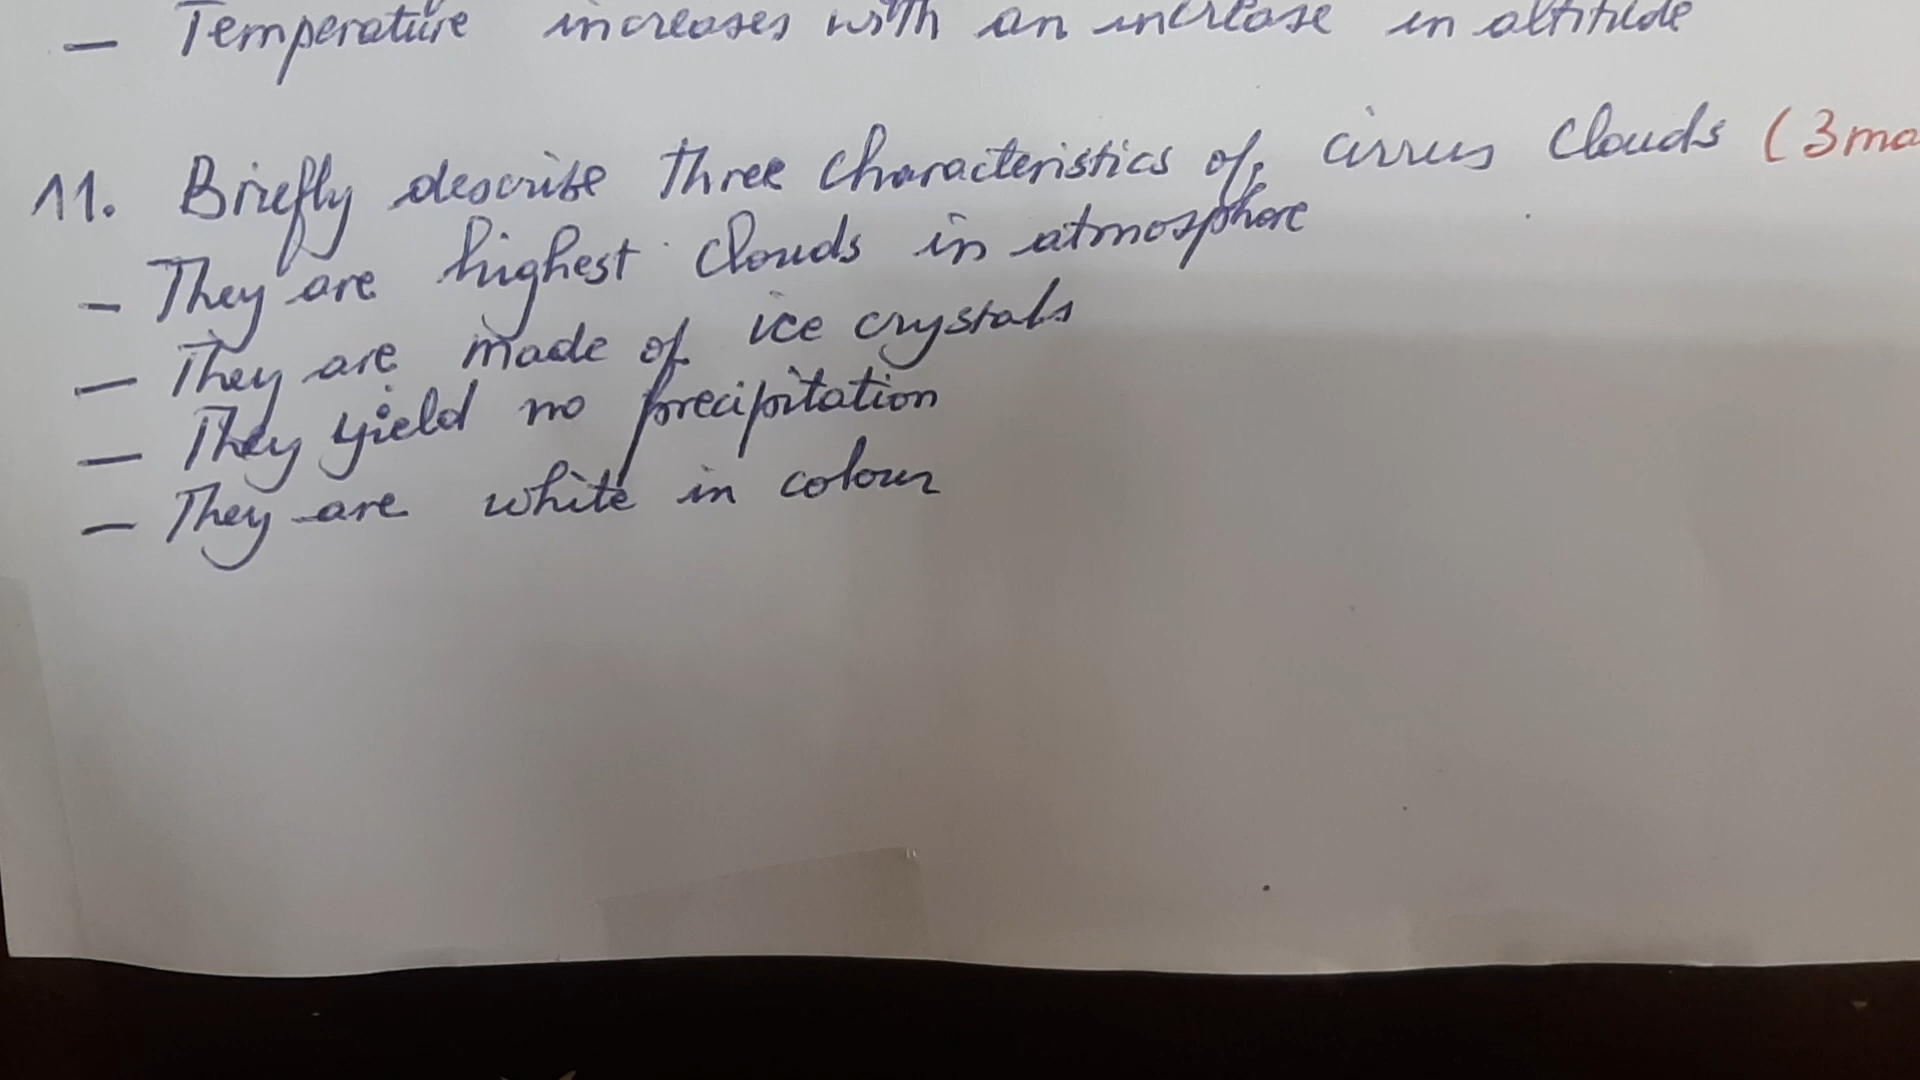 - Temperature increases with an increase in altitude
11. Briefly describe three characteristics of cirrus clouds (3ma
- They are highest clouds in atmosphere
- They are made of ice crystals
- They yield no precipitation
- They are white in colour